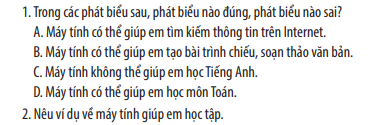 1. Trong các phát biểu sau, phát biểu nào đúng, phát biểu nào sai?
A. Máy tính có thể giúp em tìm kiếm thông tin trên Internet.
B. Máy tính có thể giúp em tạo bài trình chiếu, soạn thảo văn bản.
C. Máy tính không thể giúp em học Tiếng Anh.
D. Máy tính có thể giúp em học môn Toán.
2. Nêu ví dụ về máy tính giúp em học tập.